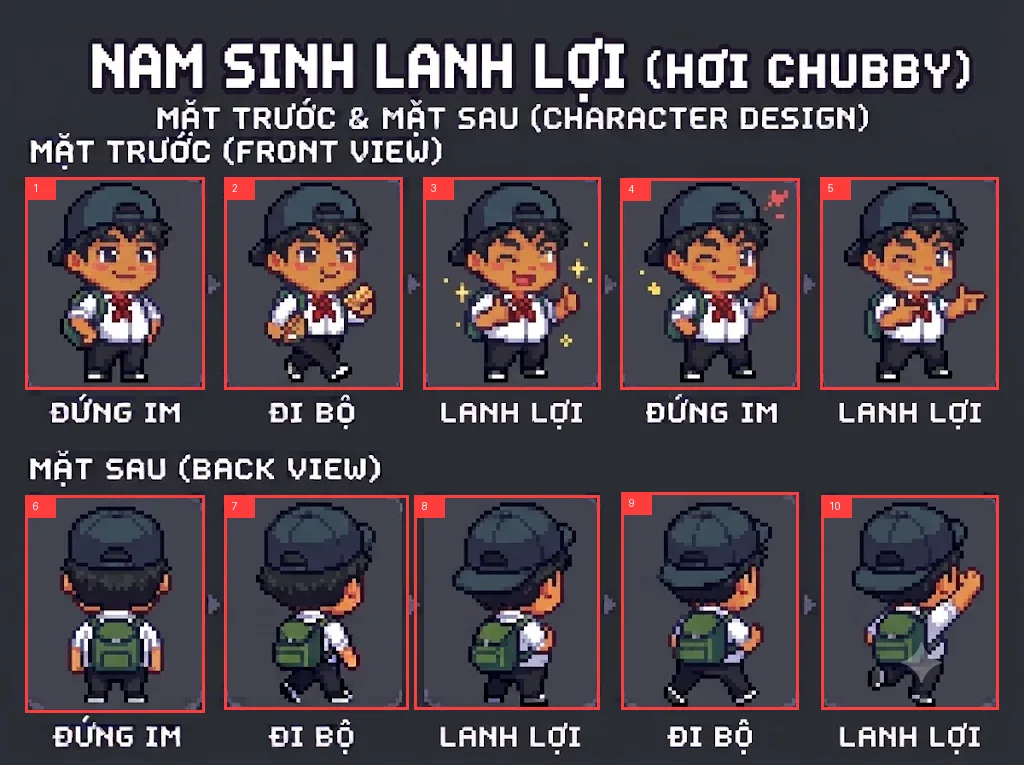 NAM SINH LANH LỢI (HƠI CHUBBY)
MẶT TRƯỚC & MẶT SAU (CHARACTER DESIGN)
MẶT TRƯỚC (FRONT VIEW)
1 2 3 4 5
ĐỨNG IM ĐI BỘ LANH LỢI ĐỨNG IM LANH LỢI
MẶT SAU (BACK VIEW)
6 7 8 9 10
ĐỨNG IM ĐI BỘ LANH LỢI ĐI BỘ LANH LỢI